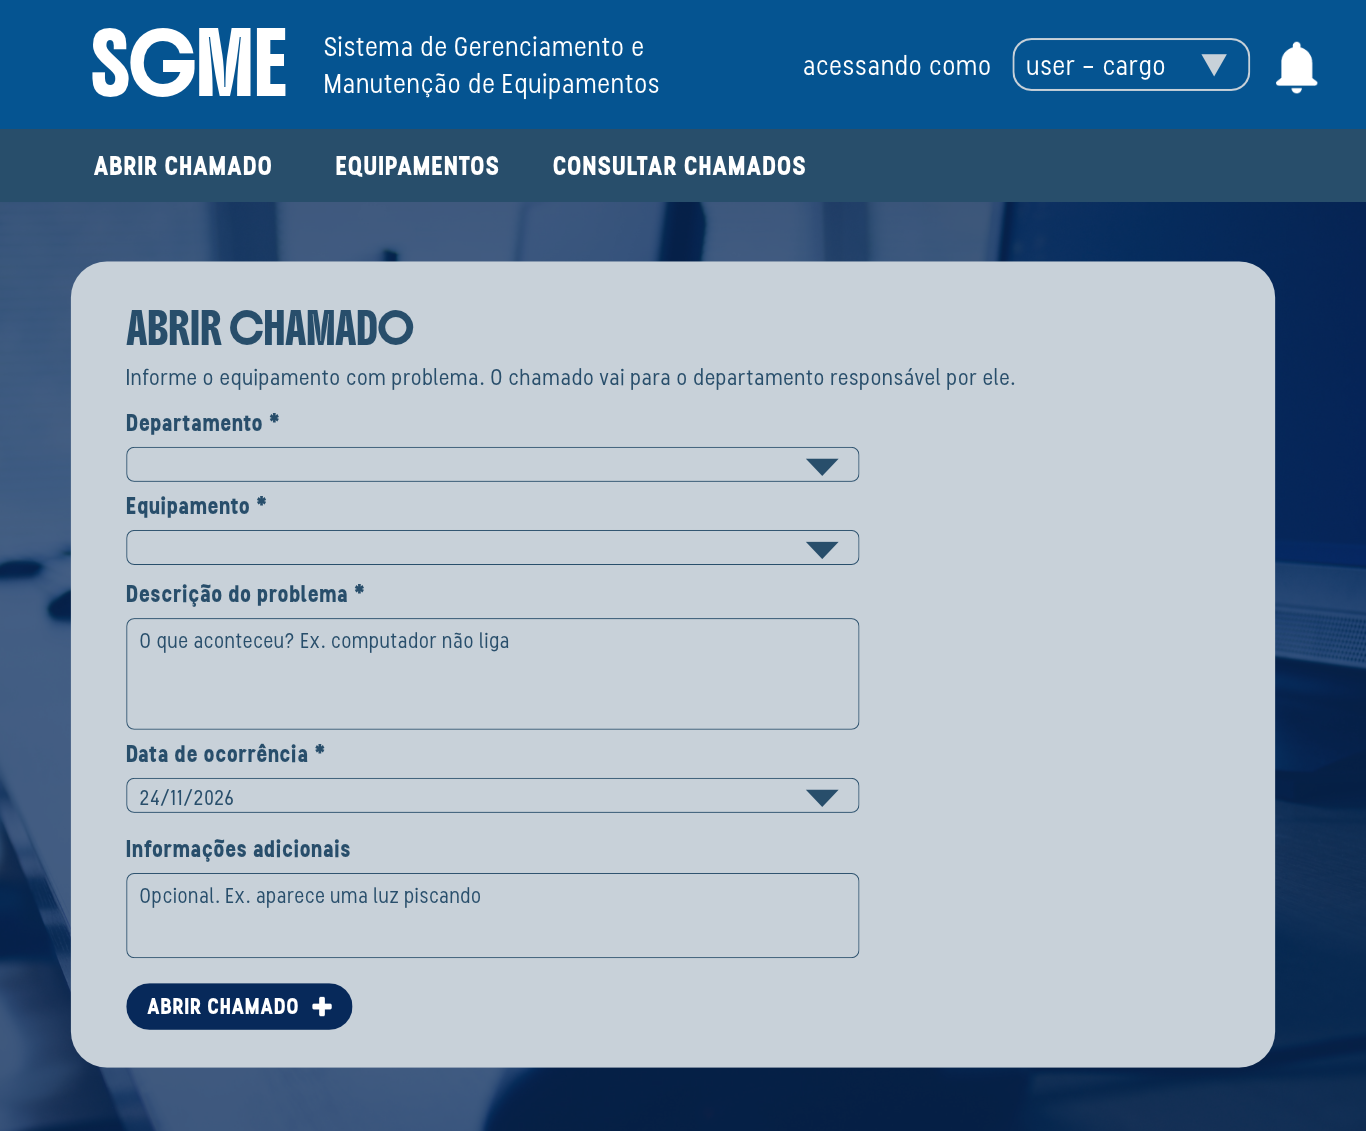 SGME
Sistema de Gerenciamento e
Manutenção de Equipamentos
acessando como
user - cargo
ABRIR CHAMADO
EQUIPAMENTOS
CONSULTAR CHAMADOS
ABRIR CHAMADO
Informe o equipamento com problema. O chamado vai para o departamento responsável por ele.
Departamento *
Equipamento *
Descrição do problema *
O que aconteceu? Ex. computador não liga
Data de ocorrência *
24/11/2026
Informações adicionais
Opcional. Ex. aparece uma luz piscando
ABRIR CHAMADO